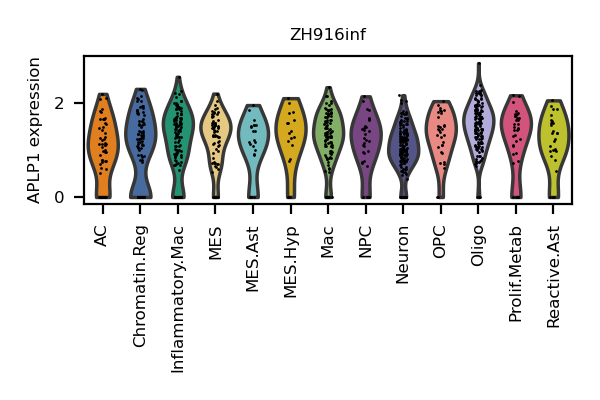 ZH916inf
APLP1 expression
2
0
AC
Chromatin.Reg
Inflammatory.Mac
MES
MES.Ast
MES.Hyp
Mac
NPC
Neuron
OPC
Oligo
Prolif.Metab
Reactive.Ast